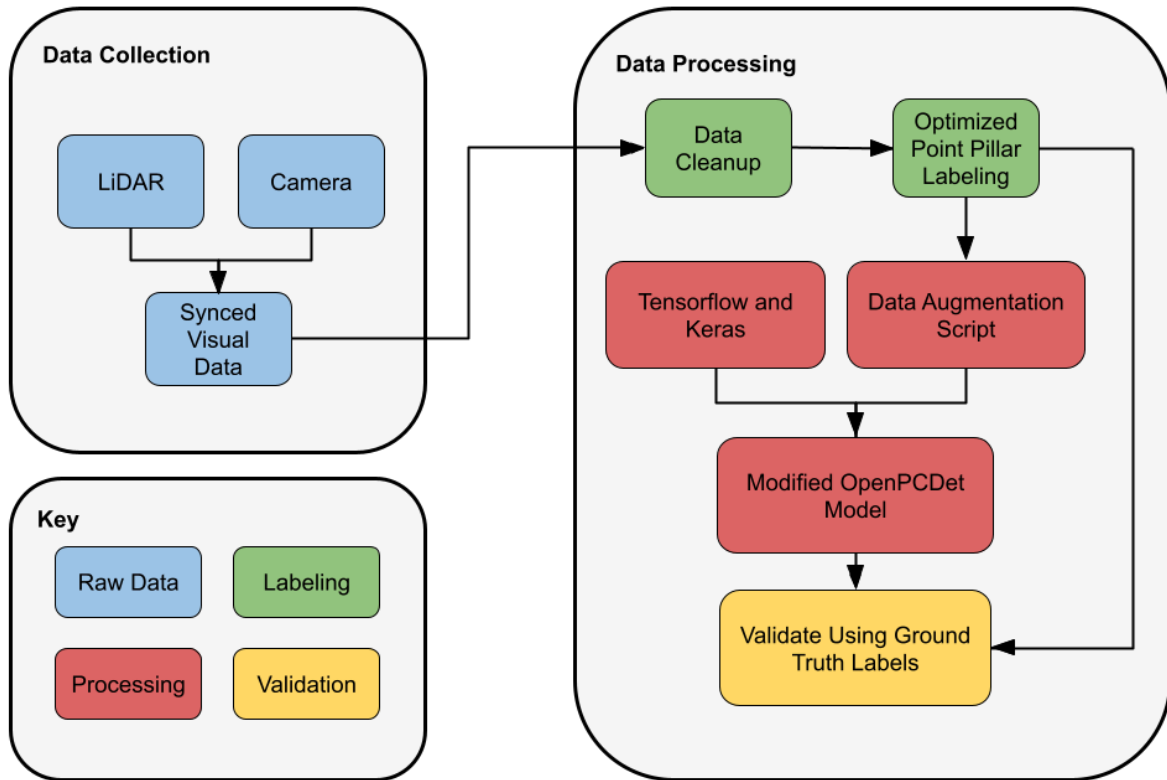 Data Collection
LiDAR
Camera
Synced
Visual
Data
Key
Raw Data
Labeling
Processing
Validation
Data Processing
Data
Cleanup
Optimized
Point Pillar
Labeling
Tensorflow and
Keras
Data Augmentation
Script
Modified OpenPCDet
Model
Validate Using Ground
Truth Labels